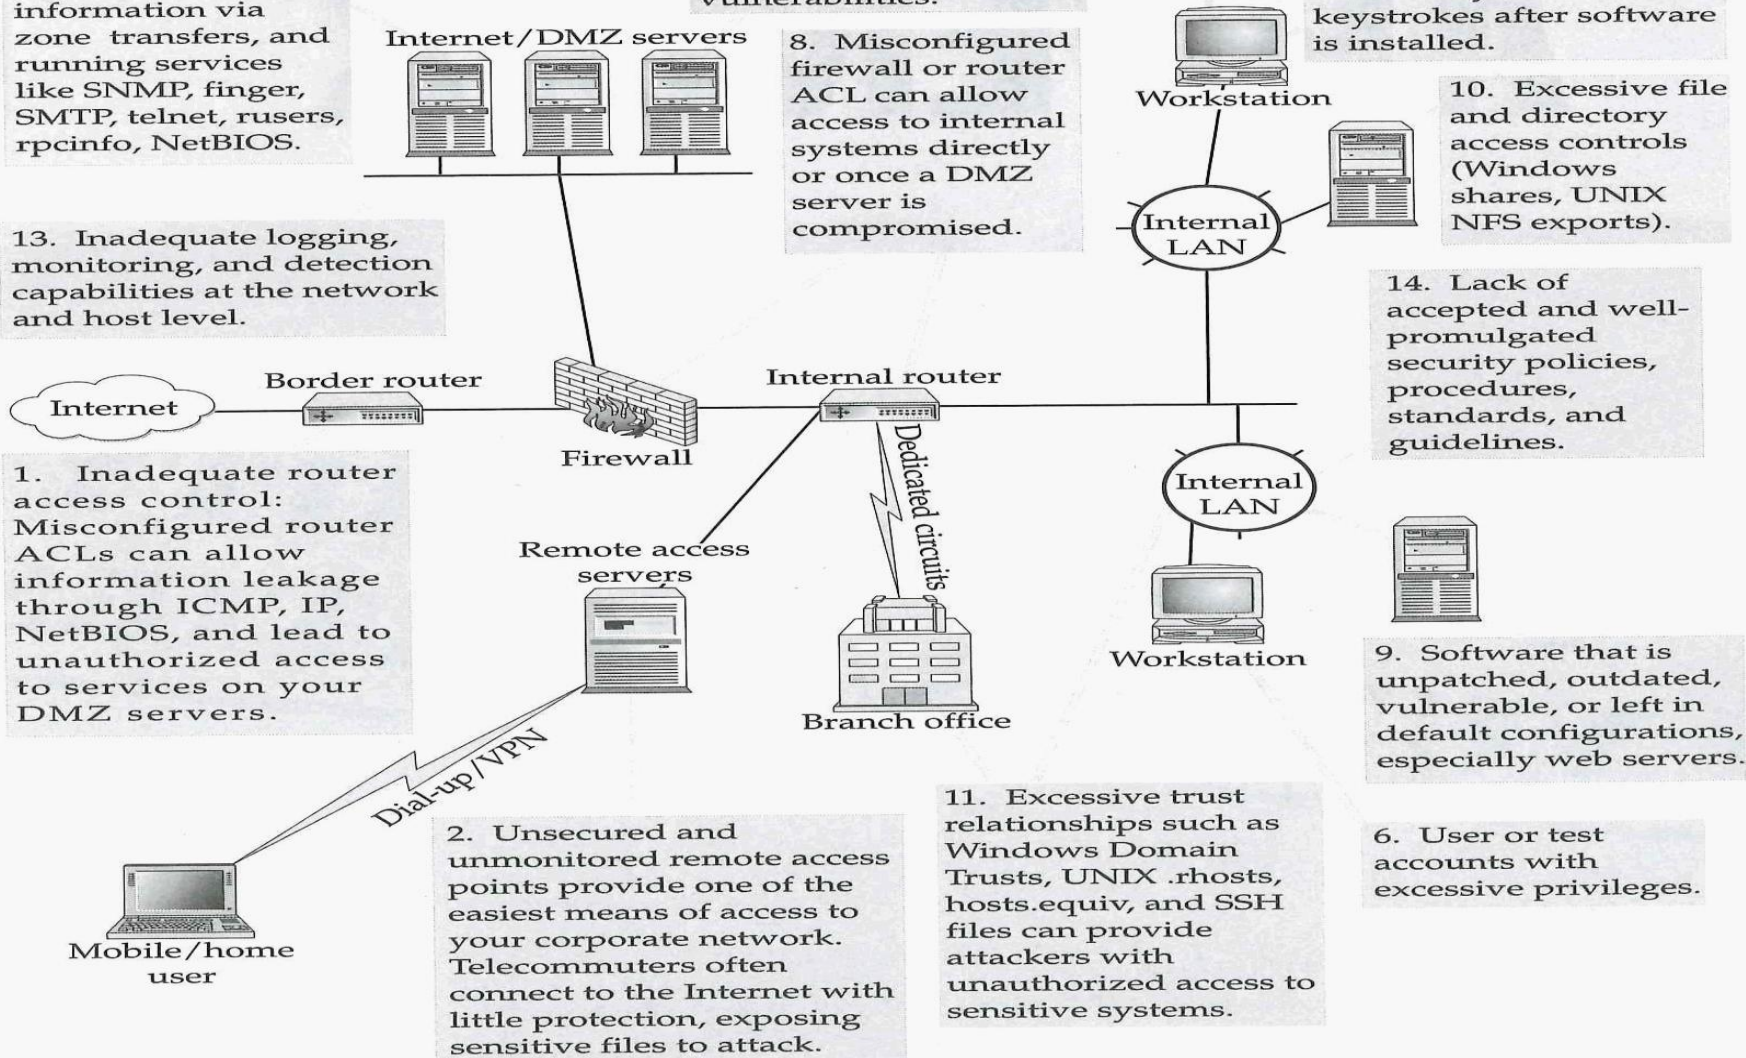 information via
zone transfers, and
running services
like SNMP, finger,
SMTP, telnet, rusers,
rpcinfo, NetBIOS.
Internet/DMZ servers
8. Misconfigured
firewall or router
ACL can allow
access to internal
systems directly
or once a DMZ
server is
compromised.
keystrokes after software
is installed.
Workstation
10. Excessive file
and directory
access controls
(Windows
shares, UNIX
NFS exports).
Internal
LAN
13. Inadequate logging,
monitoring, and detection
capabilities at the network
and host level.
14. Lack of
accepted and well-
promulgated
security policies,
procedures,
standards, and
guidelines.
Internet
Border router
Firewall
Internal router
Dedicated circuits
Internal
LAN
1. Inadequate router
access control:
Misconfigured router
ACLs can allow
information leakage
through ICMP, IP,
NetBIOS, and lead to
unauthorized access
to services on your
DMZ servers.
Remote access
servers
Branch office
Workstation
9. Software that is
unpatched, outdated,
vulnerable, or left in
default configurations,
especially web servers.
Dial-up/VPN
Mobile/home
user
2. Unsecured and
unmonitored remote access
points provide one of the
easiest means of access to
your corporate network.
Telecommuters often
connect to the Internet with
little protection, exposing
sensitive files to attack.
11. Excessive trust
relationships such as
Windows Domain
Trusts, UNIX .rhosts,
hosts.equiv, and SSH
files can provide
attackers with
unauthorized access to
sensitive systems.
6. User or test
accounts with
excessive privileges.